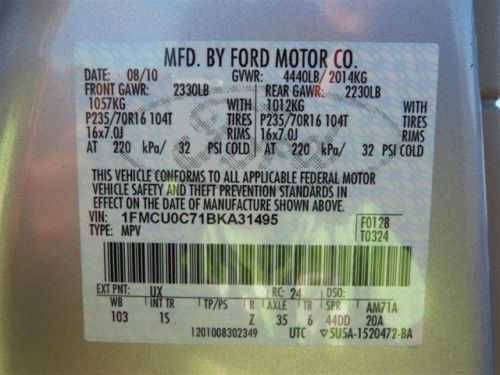 MFD. BY FORD MOTOR CO.
DATE: 08/10 GVWR: 4440LB/ 2014KG
FRONT GAWR: 2330LB REAR GAWR: 2230LB
1057KG WITH 1012KG WITH
P235/70R16 104T TIRES P235/70R16 104T TIRES
16x7.0J RIMS 16x7.0J RIMS
AT 220 kPa/ 32 PSI COLD AT 220 kPa/ 32 PSI COLD
THIS VEHICLE CONFORMS TO ALL APPLICABLE FEDERAL MOTOR
VEHICLE SAFETY AND THEFT PREVENTION STANDARDS IN
EFFECT ON THE DATE OF MANUFACTURE SHOWN ABOVE.
VIN: 1FMCU0C71BKA31495 F0128
TYPE: MPV T0324
EXT PNT: UX RC: 24 DSO:
WB INT TR TP/PS R AXLE TR SPR AM71A
103 IS Z 35 6 44DD 20A
1201008302349 UTC ▽5U5A-1520472-BA
Ford